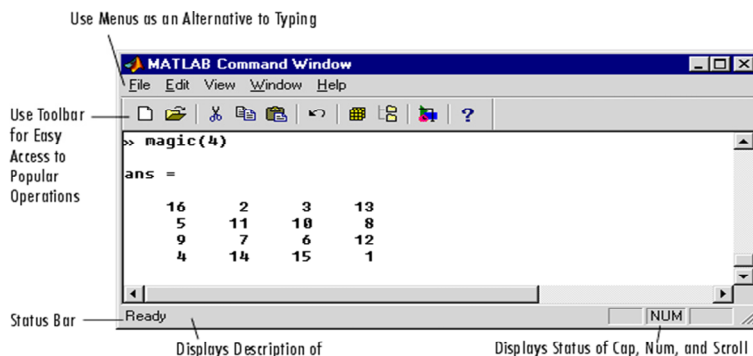 Use Menus as an Alternative to Typing
MATLAB Command Window
File Edit View Window Help
Use Toolbar
for Easy
Access to
Popular
Operations
?
» magic(4)
ans =
16 2 3 13
5 11 10 8
9 7 6 12
4 14 15 1
Status Bar
Ready
NUM
Displays Description of
Displays Status of Cap, Num, and Scroll